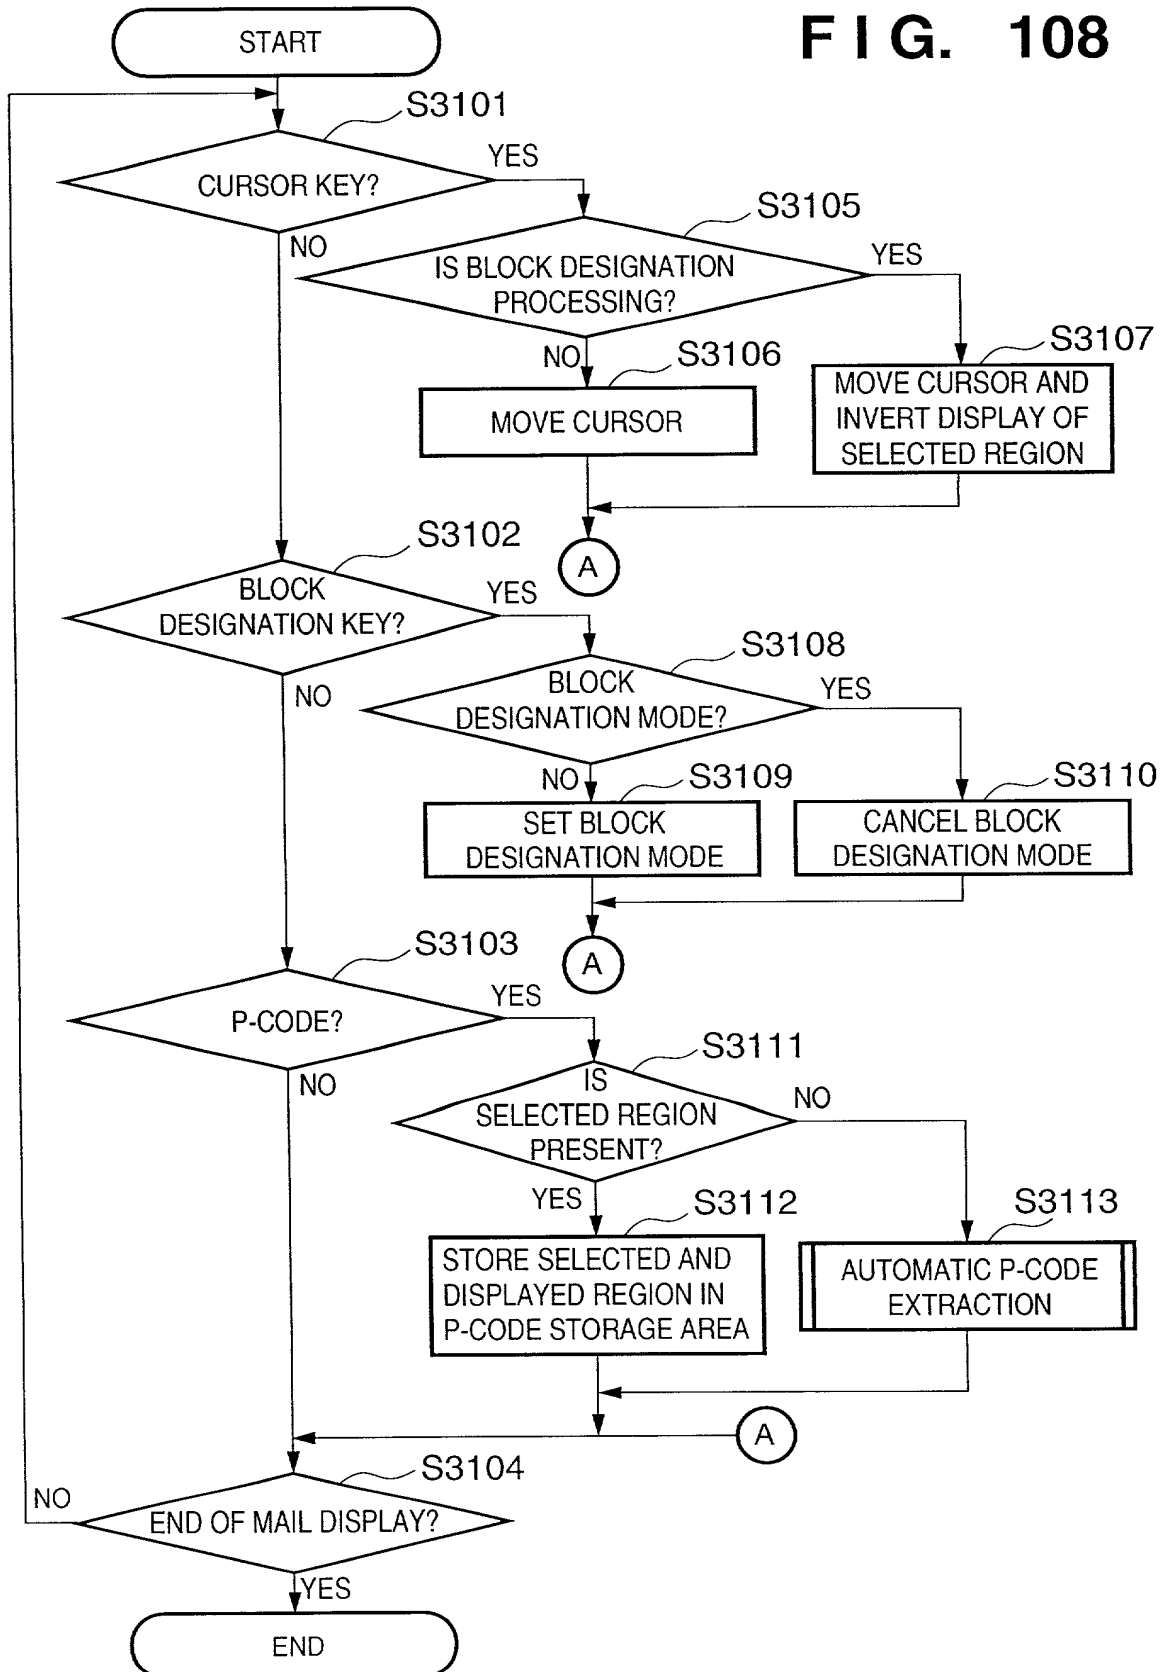 FIG. 108
START
S3101
CURSOR KEY?
YES
NO
S3105
IS BLOCK DESIGNATION
PROCESSING?
YES
NO
S3106
MOVE CURSOR
S3107
MOVE CURSOR AND
INVERT DISPLAY OF
SELECTED REGION
A
S3102
BLOCK
DESIGNATION KEY?
YES
NO
S3108
BLOCK
DESIGNATION MODE?
YES
NO
S3109
SET BLOCK
DESIGNATION MODE
S3110
CANCEL BLOCK
DESIGNATION MODE
A
S3103
P-CODE?
YES
NO
S3111
IS
SELECTED REGION
PRESENT?
NO
YES
S3112
STORE SELECTED AND
DISPLAYED REGION IN
P-CODE STORAGE AREA
S3113
AUTOMATIC P-CODE
EXTRACTION
A
S3104
END OF MAIL DISPLAY?
NO
YES
END